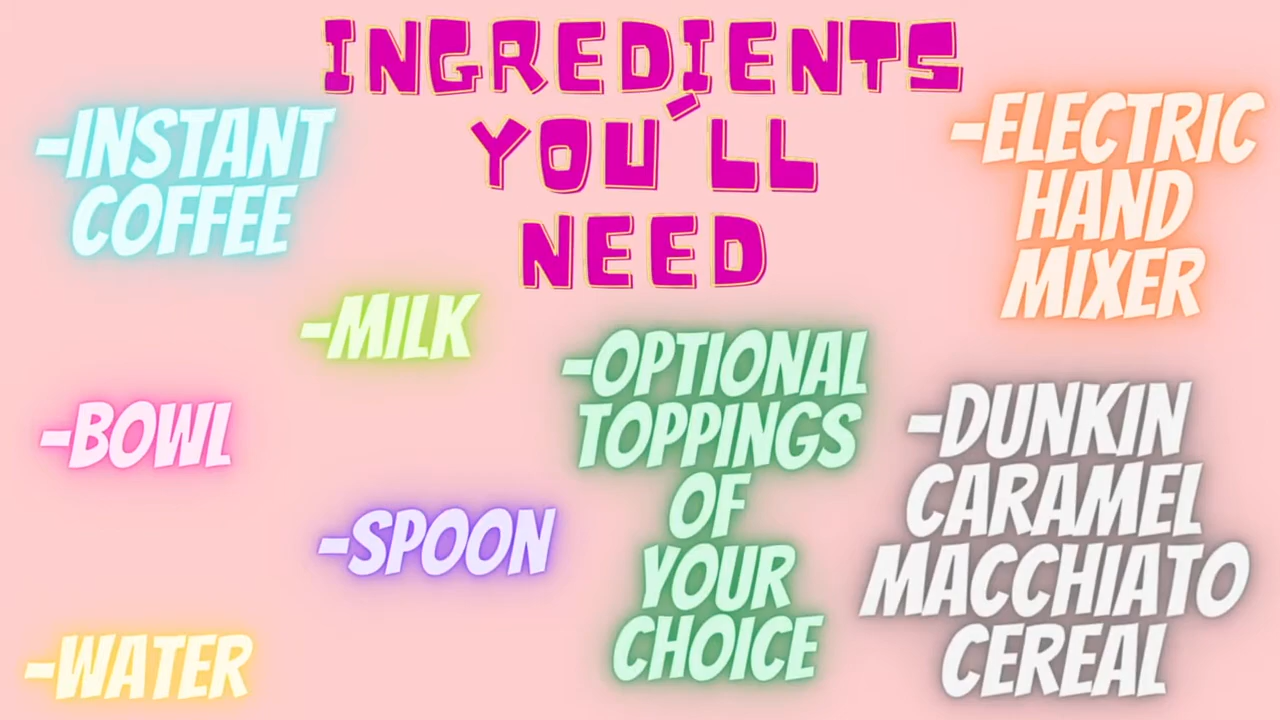 INGREDIENTS
YOU´LL
NEED
-INSTANT
COFFEE
-ELECTRIC
HAND
MIXER
-MILK
-OPTIONAL
TOPPINGS
OF
YOUR
CHOICE
-BOWL
-DUNKIN
CARAMEL
MACCHIATO
CEREAL
-SPOON
-WATER